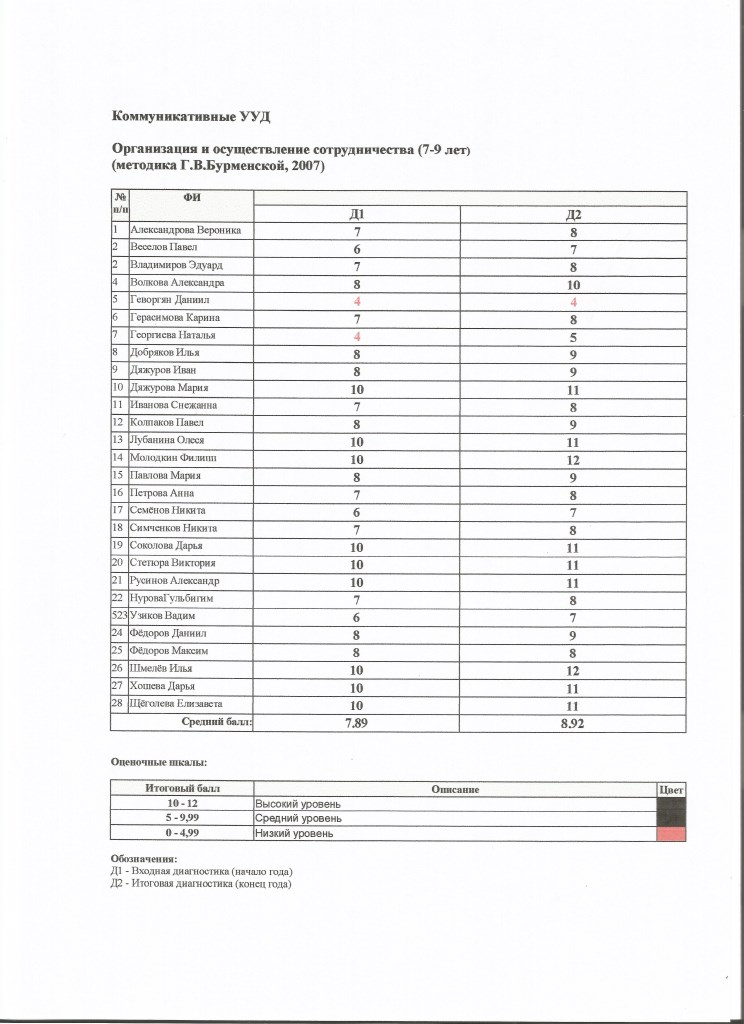 Коммуникативные УУД
Организация и осуществление сотрудничества (7-9 лет)
(методика Г.В.Бурменской, 2007)
№ п/п ФИ
Д1 Д2
1 Александрова Вероника 7 8
2 Веселов Павел 6 7
2 Владимиров Эдуард 7 8
4 Волкова Александра 8 10
5 Геворгян Даниил 4 4
6 Герасимова Карина 7 8
7 Георгиева Наталья 4 5
8 Добряков Илья 8 9
9 Дяжуров Иван 8 9
10 Дяжурова Мария 10 11
11 Иванова Снежанна 7 8
12 Колпаков Павел 8 9
13 Лубанина Олеся 10 11
14 Молодкин Филипп 10 12
15 Павлова Мария 8 9
16 Петрова Анна 7 8
17 Семёнов Никита 6 7
18 Симченков Никита 7 8
19 Соколова Дарья 10 11
20 Стетюра Виктория 10 11
21 Русинов Александр 10 11
22 НуроваГульбигим 7 8
523 Узиков Вадим 6 7
24 Фёдоров Даниил 8 9
25 Фёдоров Максим 8 8
26 Шмелёв Илья 10 12
27 Хошева Дарья 10 11
28 Щёголева Елизавета 10 11
Средний балл: 7.89 8.92
Оценочные шкалы:
Итоговый балл Описание Цвет
10 - 12 Высокий уровень
5 - 9,99 Средний уровень
0 - 4,99 Низкий уровень
Обозначения:
Д1 - Входная диагностика (начало года)
Д2 - Итоговая диагностика (конец года)